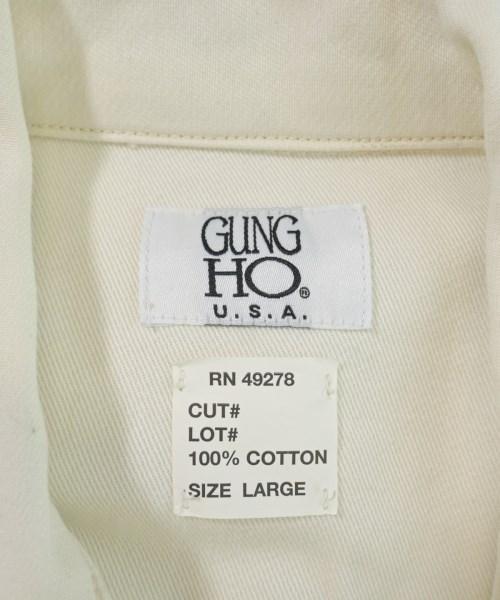 GUNG
HO®
U.S.A.
RN 49278
CUT#
LOT#
100% COTTON
SIZE LARGE